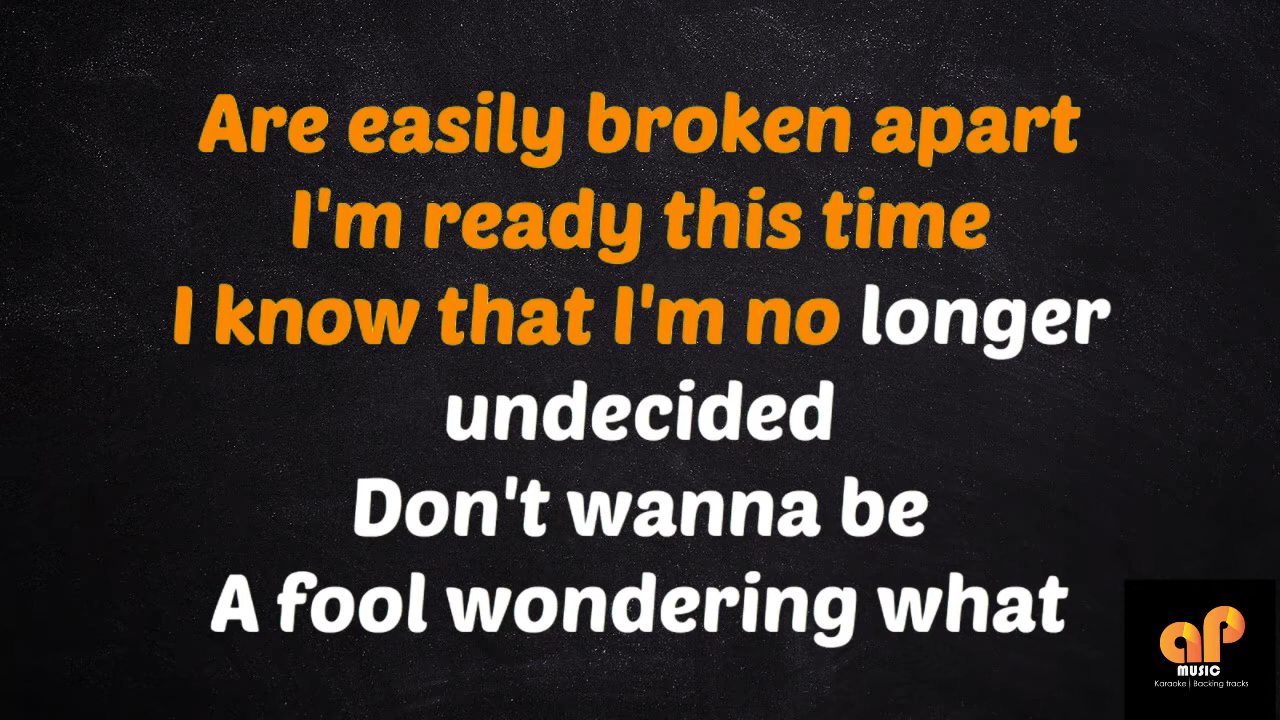 Are easily broken apart
I'm ready this time
I know that I'm no longer
undecided
Don't wanna be
A fool wondering what
ap
MUSIC
Karaoke | Backing tracks